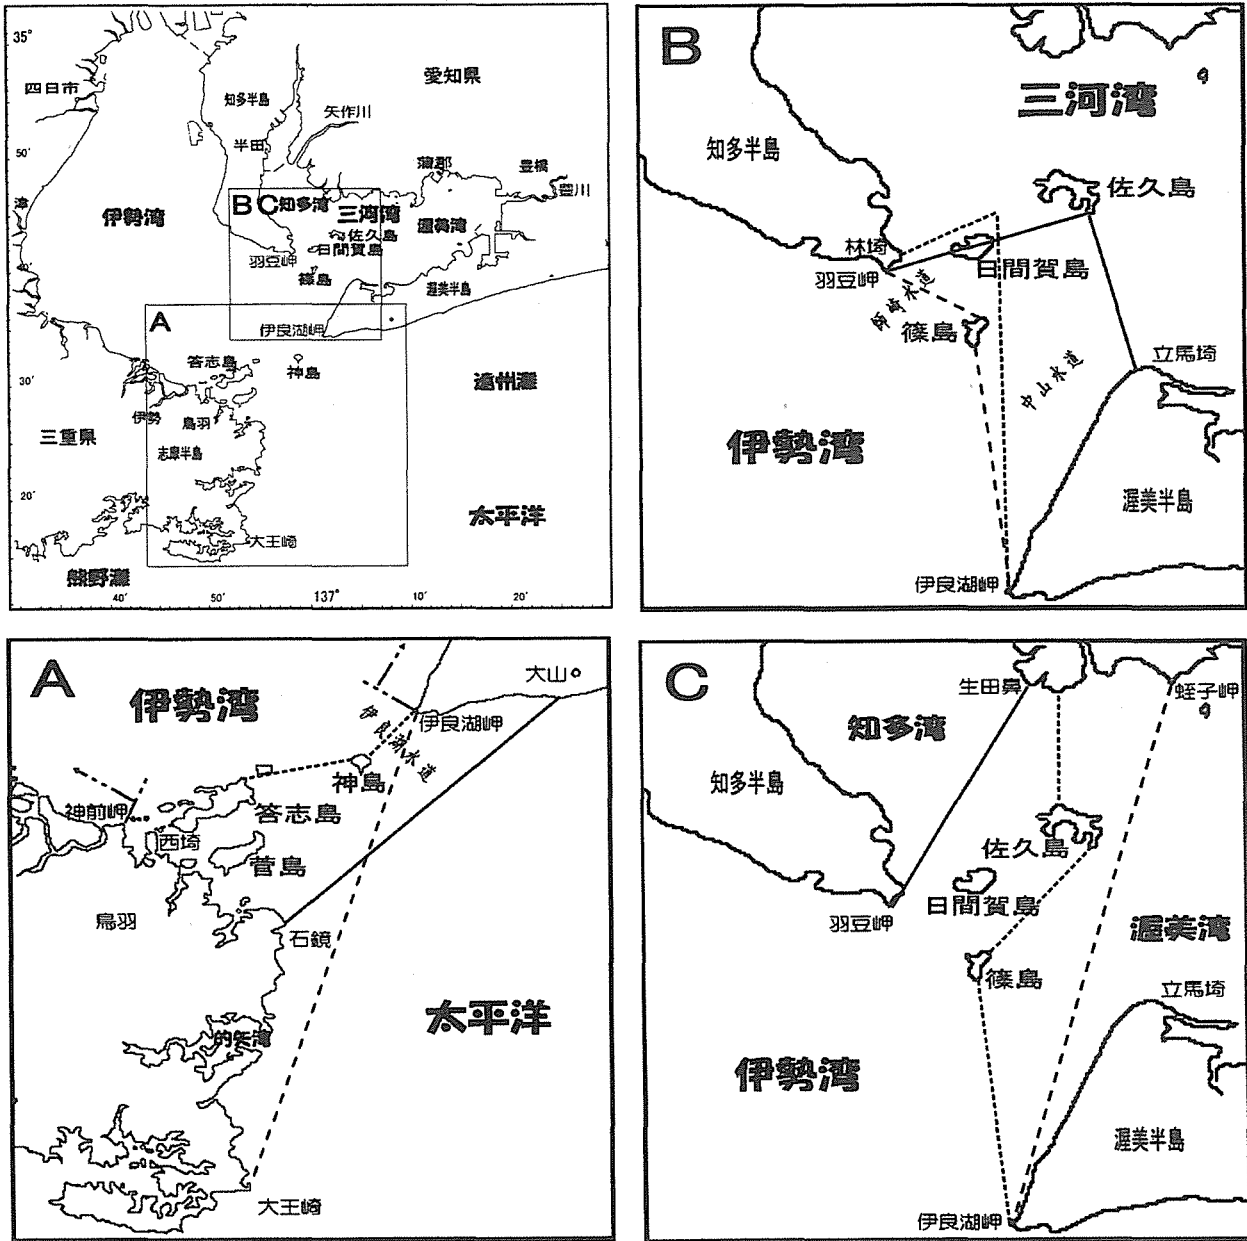 35°
四日市
知多半島
愛知県
矢作川
半田
50′
蒲郡
豊橋
豊川
B C
知多湾
三河湾
伊勢湾
津
渥美湾
佐久島
日間賀島
羽豆岬
篠島
40′
渥美半島
A
伊良湖岬
答志島
神島
30′
遠州灘
伊勢
鳥羽
三重県
志摩半島
20′
太平洋
大王崎
熊野灘
40′
50′
137°
10′
20′
B
三河湾
知多半島
佐久島
林埼
羽豆岬
日間賀島
師崎水道
篠島
立馬埼
中山水道
伊勢湾
渥美半島
伊良湖岬
A
大山
伊勢湾
伊良湖岬
伊良湖水道
神島
神前岬
答志島
西埼
菅島
鳥羽
石鏡
太平洋
的矢湾
大王崎
C
生田鼻
蛭子岬
知多湾
知多半島
佐久島
日間賀島
羽豆岬
渥美湾
篠島
立馬埼
伊勢湾
渥美半島
伊良湖岬